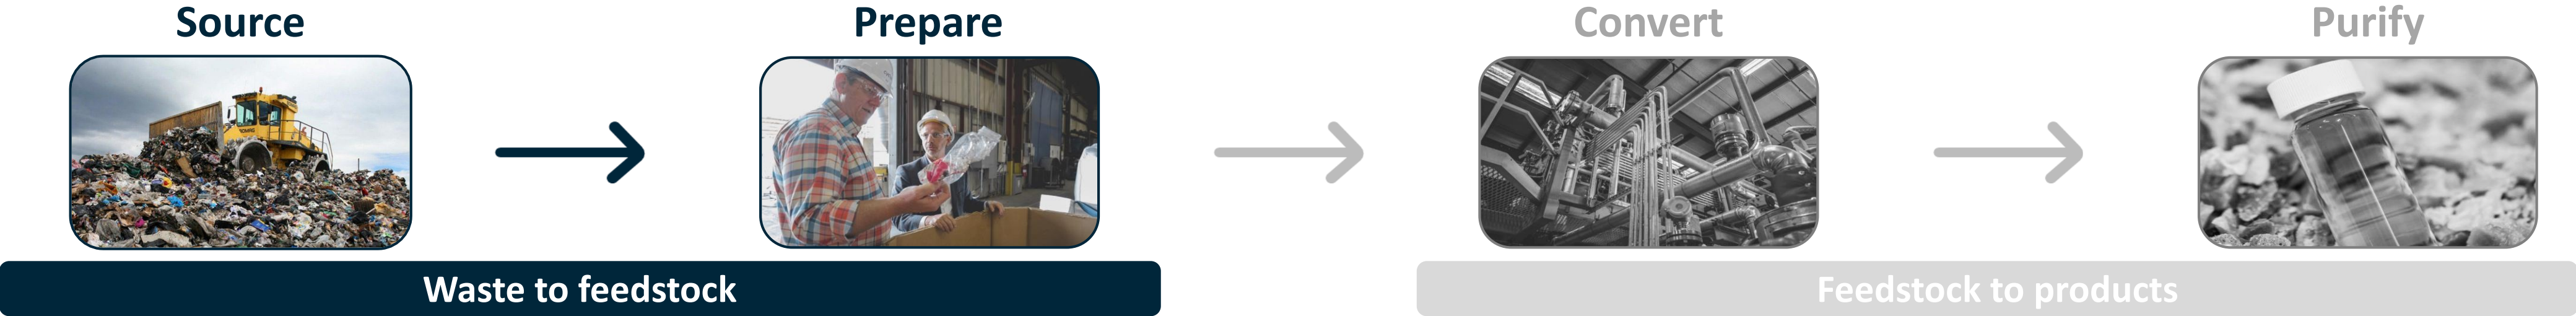 Source
Prepare
Convert
Purify
Waste to feedstock
Feedstock to products